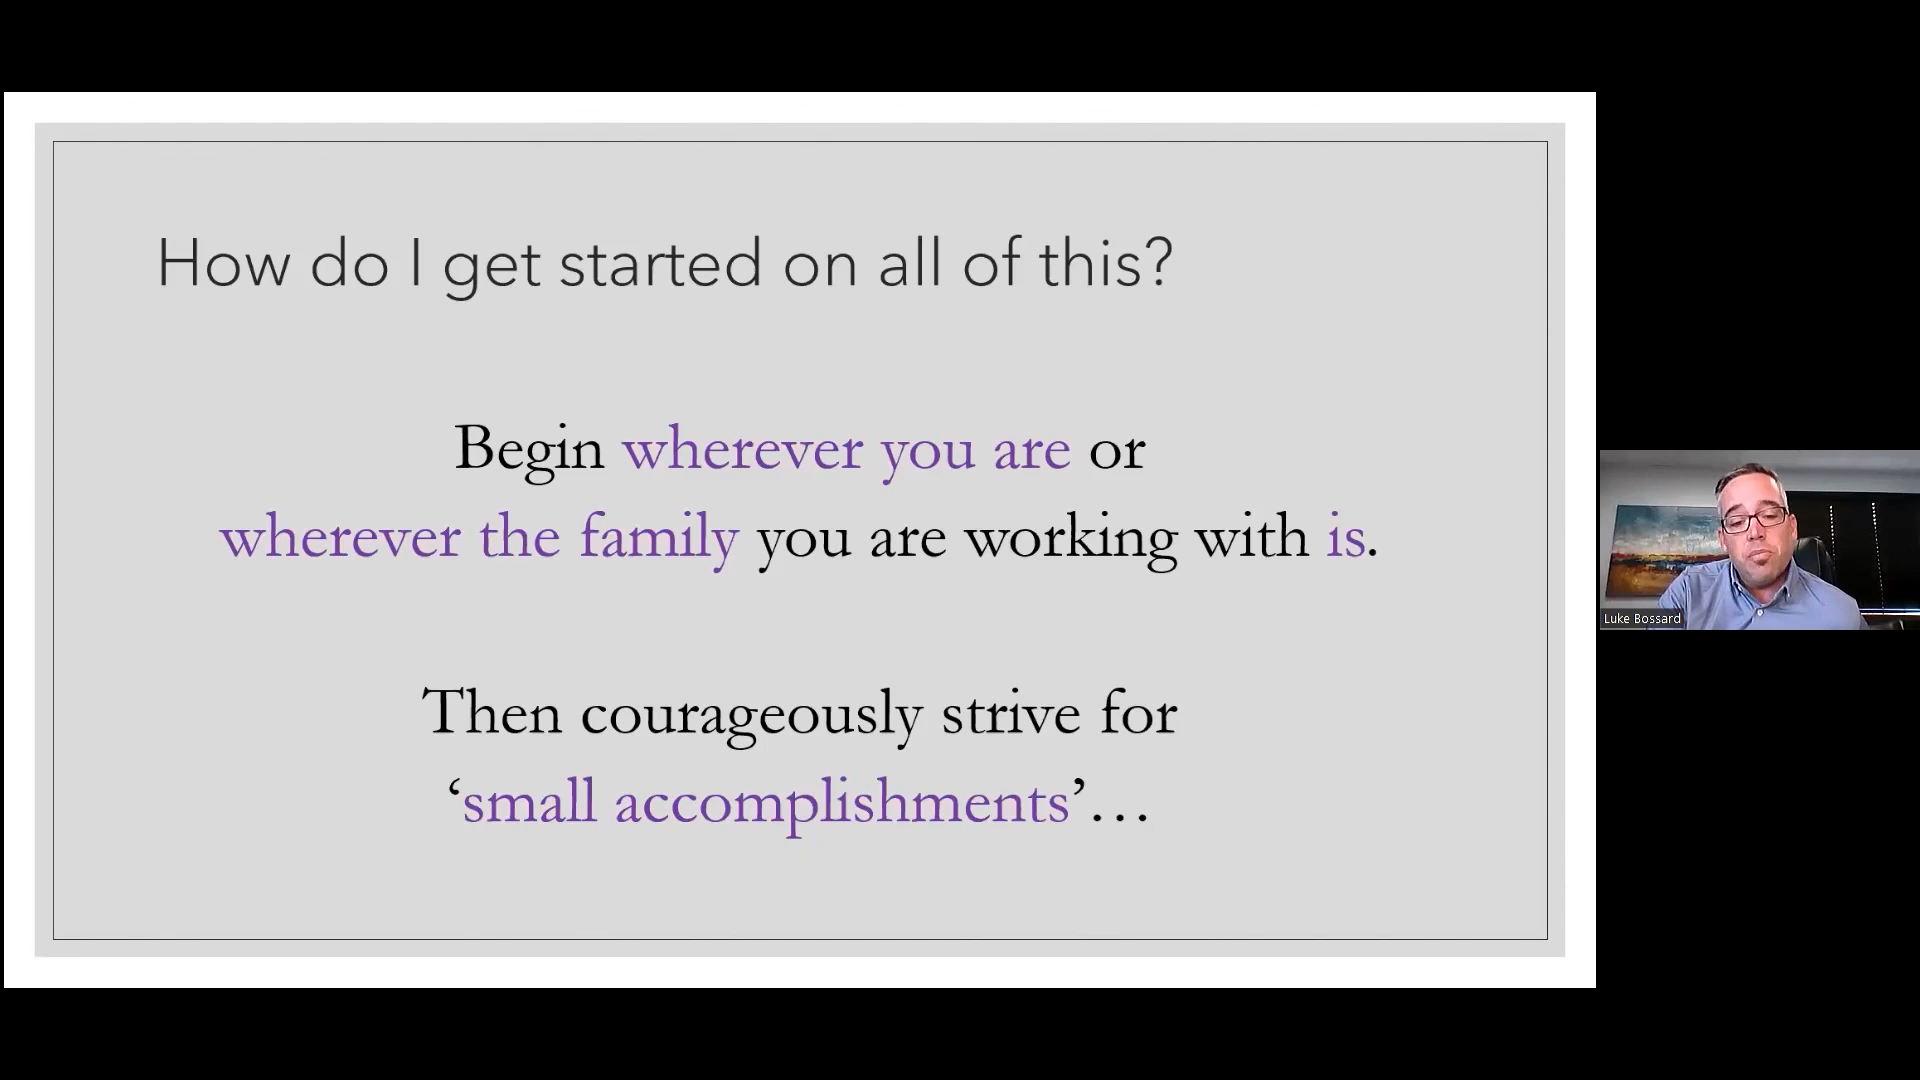 How do I get started on all of this?
Begin wherever you are or
wherever the family you are working with is.
Then courageously strive for
‘small accomplishments’…
Luke Bossard